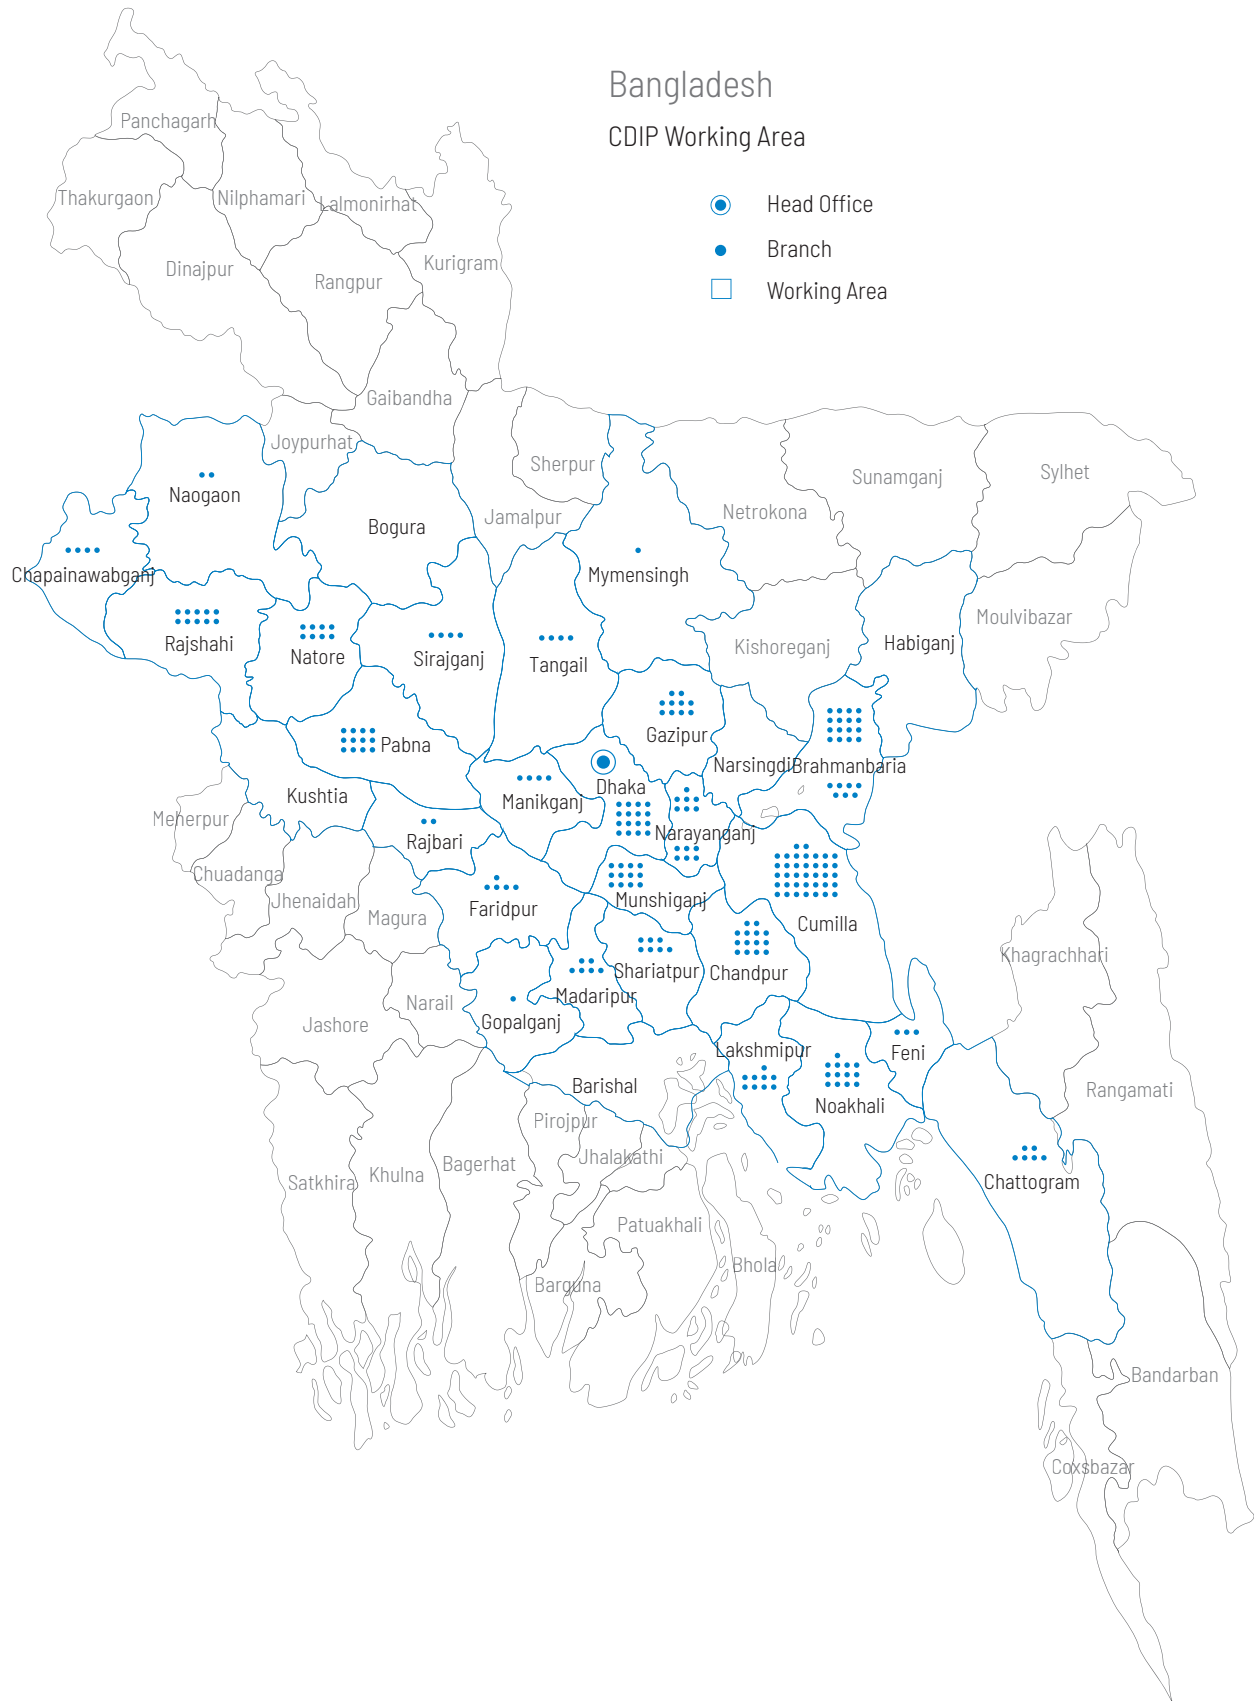 Bangladesh
CDIP Working Area
Head Office
Branch
Working Area
Panchagarh
Thakurgaon
Nilphamari
Lalmonirhat
Dinajpur
Rangpur
Kurigram
Gaibandha
Joypurhat
Sherpur
Jamalpur
Naogaon
Bogura
Netrokona
Sunamganj
Sylhet
Chapainawabganj
Mymensingh
Rajshahi
Natore
Sirajganj
Tangail
Kishoreganj
Habiganj
Moulvibazar
Pabna
Gazipur
Narsingdi
Brahmanbaria
Kushtia
Manikganj
Dhaka
Meherpur
Rajbari
Narayanganj
Chuadanga
Jhenaidah
Magura
Faridpur
Munshiganj
Cumilla
Khagrachhari
Shariatpur
Chandpur
Madaripur
Narail
Jashore
Gopalganj
Lakshmipur
Feni
Barishal
Noakhali
Rangamati
Pirojpur
Jhalakathi
Bagerhat
Khulna
Satkhira
Chattogram
Patuakhali
Bhola
Barguna
Bandarban
Coxsbazar